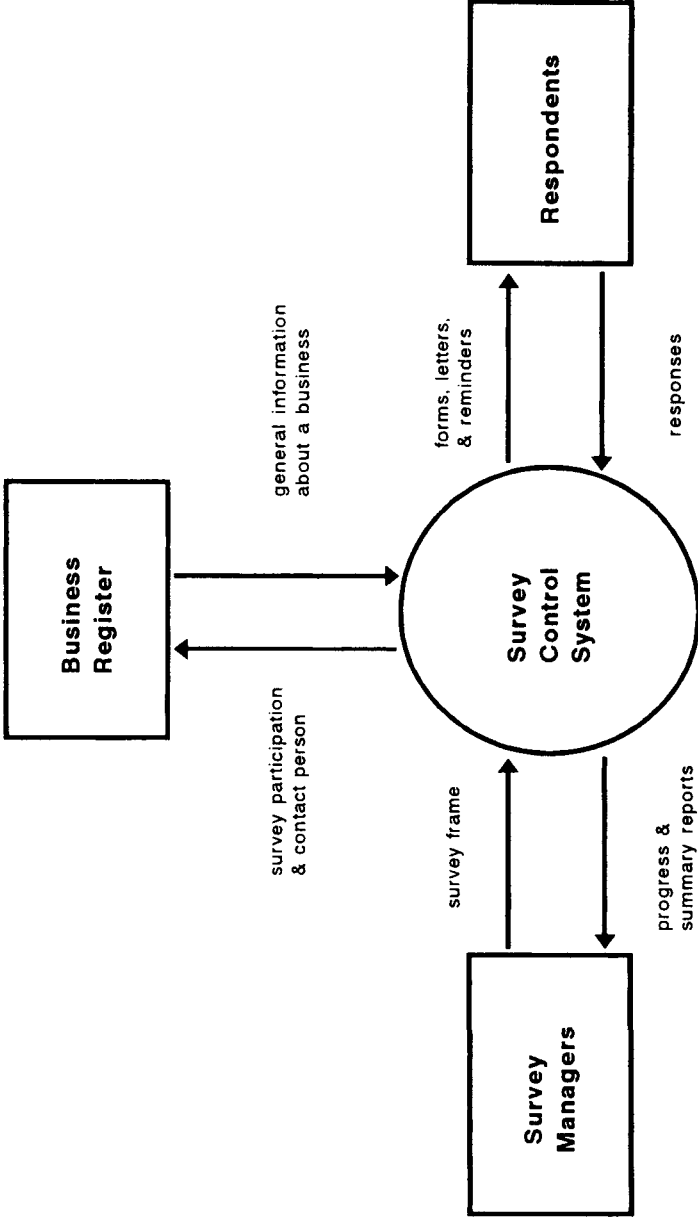 Business
Register
survey participation
& contact person
general information
about a business
survey frame
forms, letters,
& reminders
Survey
Managers
Survey
Control
System
Respondents
progress &
summary reports
responses